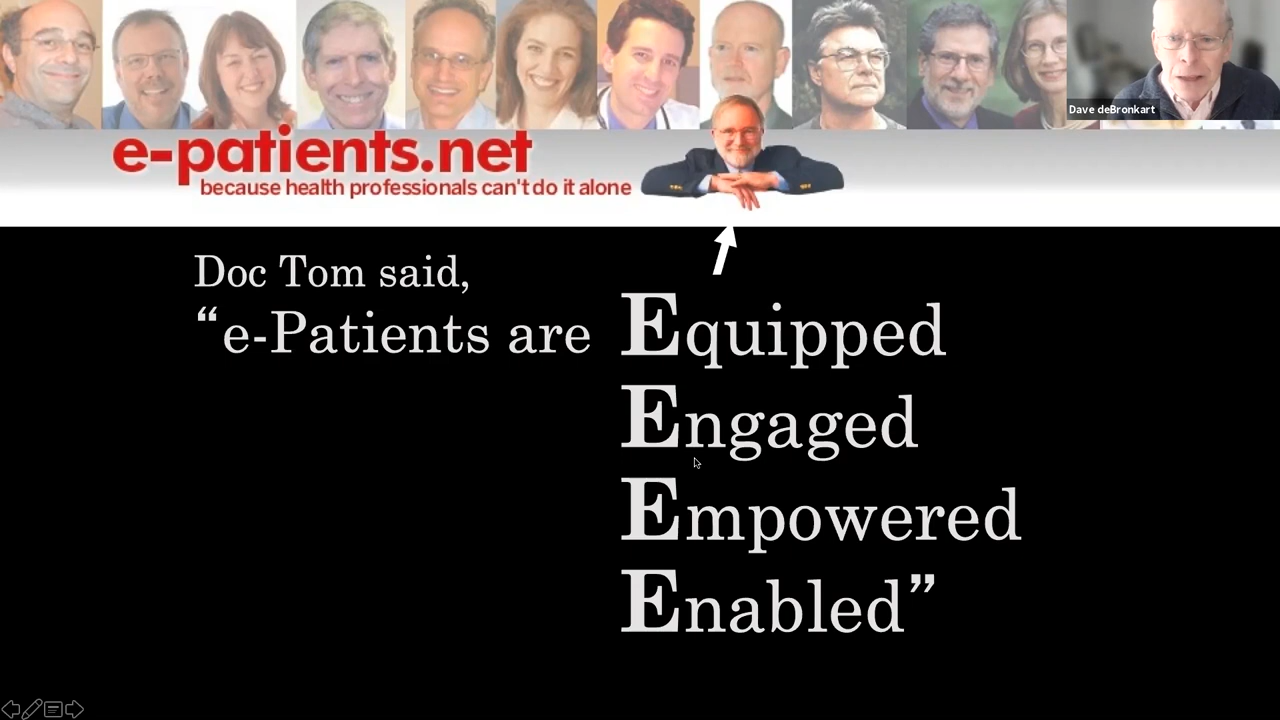 Dave deBronkart
e-patients.net
because health professionals can't do it alone
Doc Tom said,
“e-Patients are Equipped
Engaged
Empowered
Enabled”